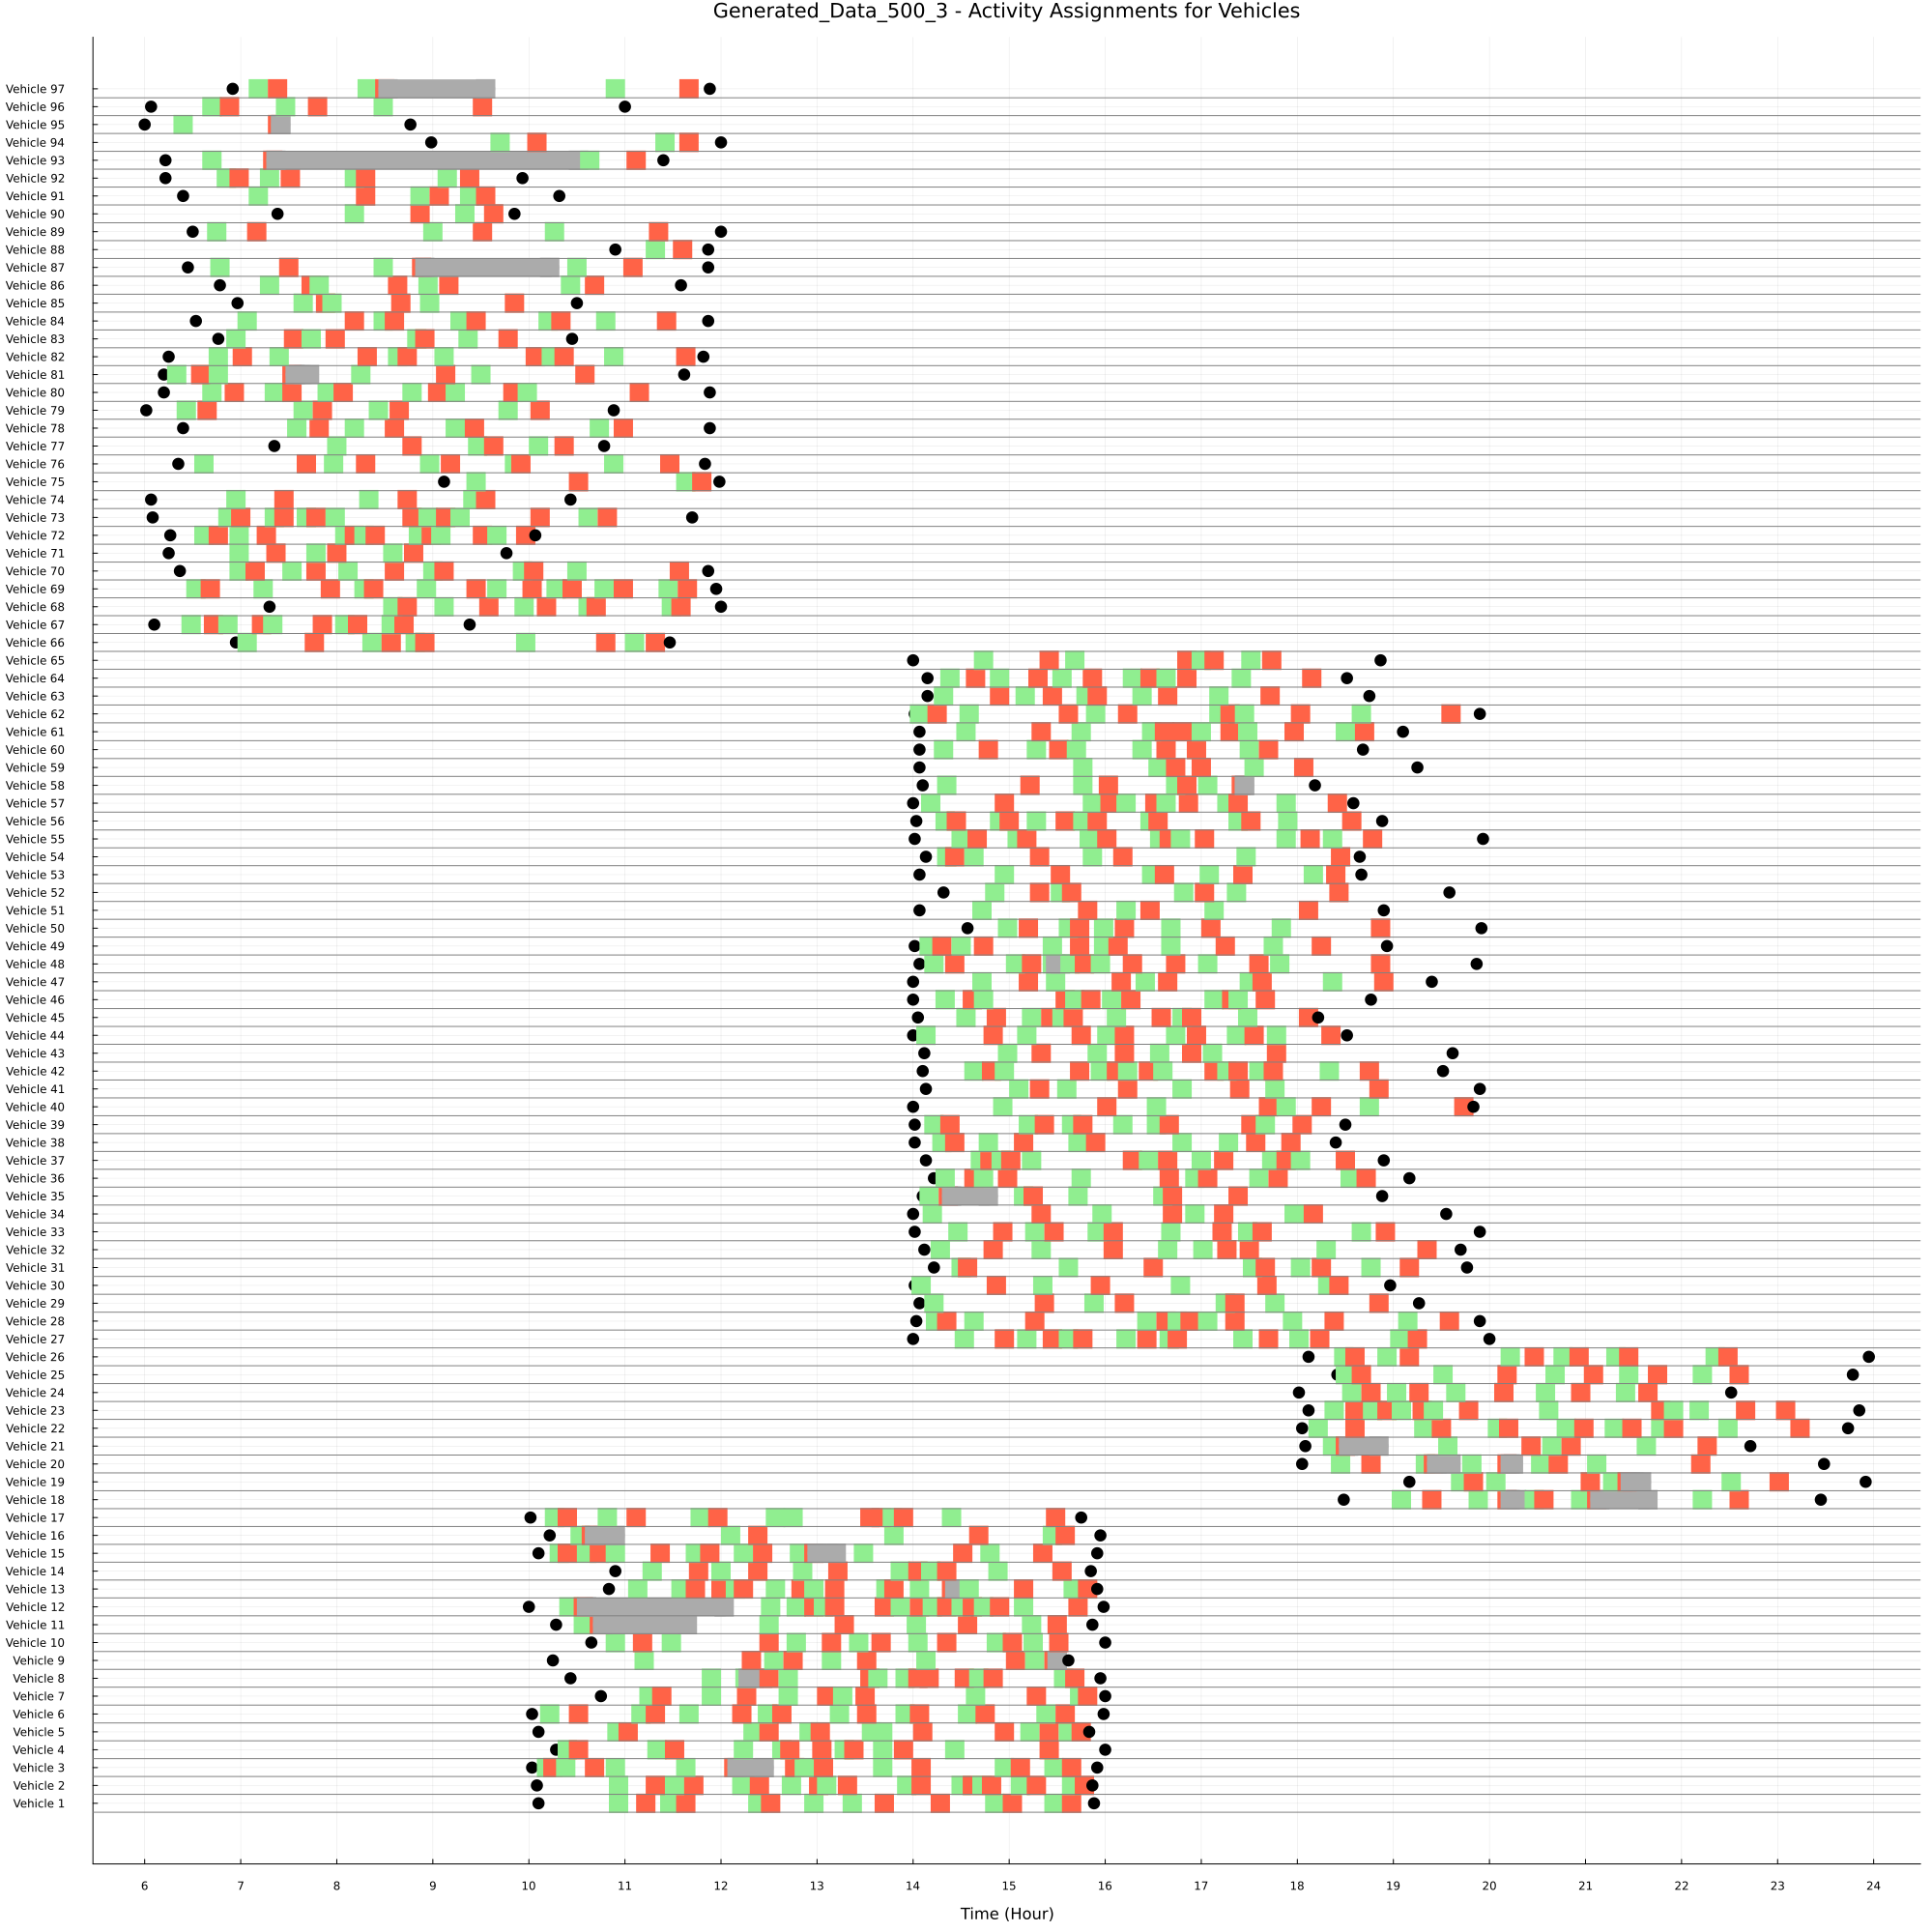 Generated_Data_500_3 - Activity Assignments for Vehicles
Vehicle 97
Vehicle 96
Vehicle 95
Vehicle 94
Vehicle 93
Vehicle 92
Vehicle 91
Vehicle 90
Vehicle 89
Vehicle 88
Vehicle 87
Vehicle 86
Vehicle 85
Vehicle 84
Vehicle 83
Vehicle 82
Vehicle 81
Vehicle 80
Vehicle 79
Vehicle 78
Vehicle 77
Vehicle 76
Vehicle 75
Vehicle 74
Vehicle 73
Vehicle 72
Vehicle 71
Vehicle 70
Vehicle 69
Vehicle 68
Vehicle 67
Vehicle 66
Vehicle 65
Vehicle 64
Vehicle 63
Vehicle 62
Vehicle 61
Vehicle 60
Vehicle 59
Vehicle 58
Vehicle 57
Vehicle 56
Vehicle 55
Vehicle 54
Vehicle 53
Vehicle 52
Vehicle 51
Vehicle 50
Vehicle 49
Vehicle 48
Vehicle 47
Vehicle 46
Vehicle 45
Vehicle 44
Vehicle 43
Vehicle 42
Vehicle 41
Vehicle 40
Vehicle 39
Vehicle 38
Vehicle 37
Vehicle 36
Vehicle 35
Vehicle 34
Vehicle 33
Vehicle 32
Vehicle 31
Vehicle 30
Vehicle 29
Vehicle 28
Vehicle 27
Vehicle 26
Vehicle 25
Vehicle 24
Vehicle 23
Vehicle 22
Vehicle 21
Vehicle 20
Vehicle 19
Vehicle 18
Vehicle 17
Vehicle 16
Vehicle 15
Vehicle 14
Vehicle 13
Vehicle 12
Vehicle 11
Vehicle 10
Vehicle 9
Vehicle 8
Vehicle 7
Vehicle 6
Vehicle 5
Vehicle 4
Vehicle 3
Vehicle 2
Vehicle 1
6 7 8 9 10 11 12 13 14 15 16 17 18 19 20 21 22 23 24
Time (Hour)